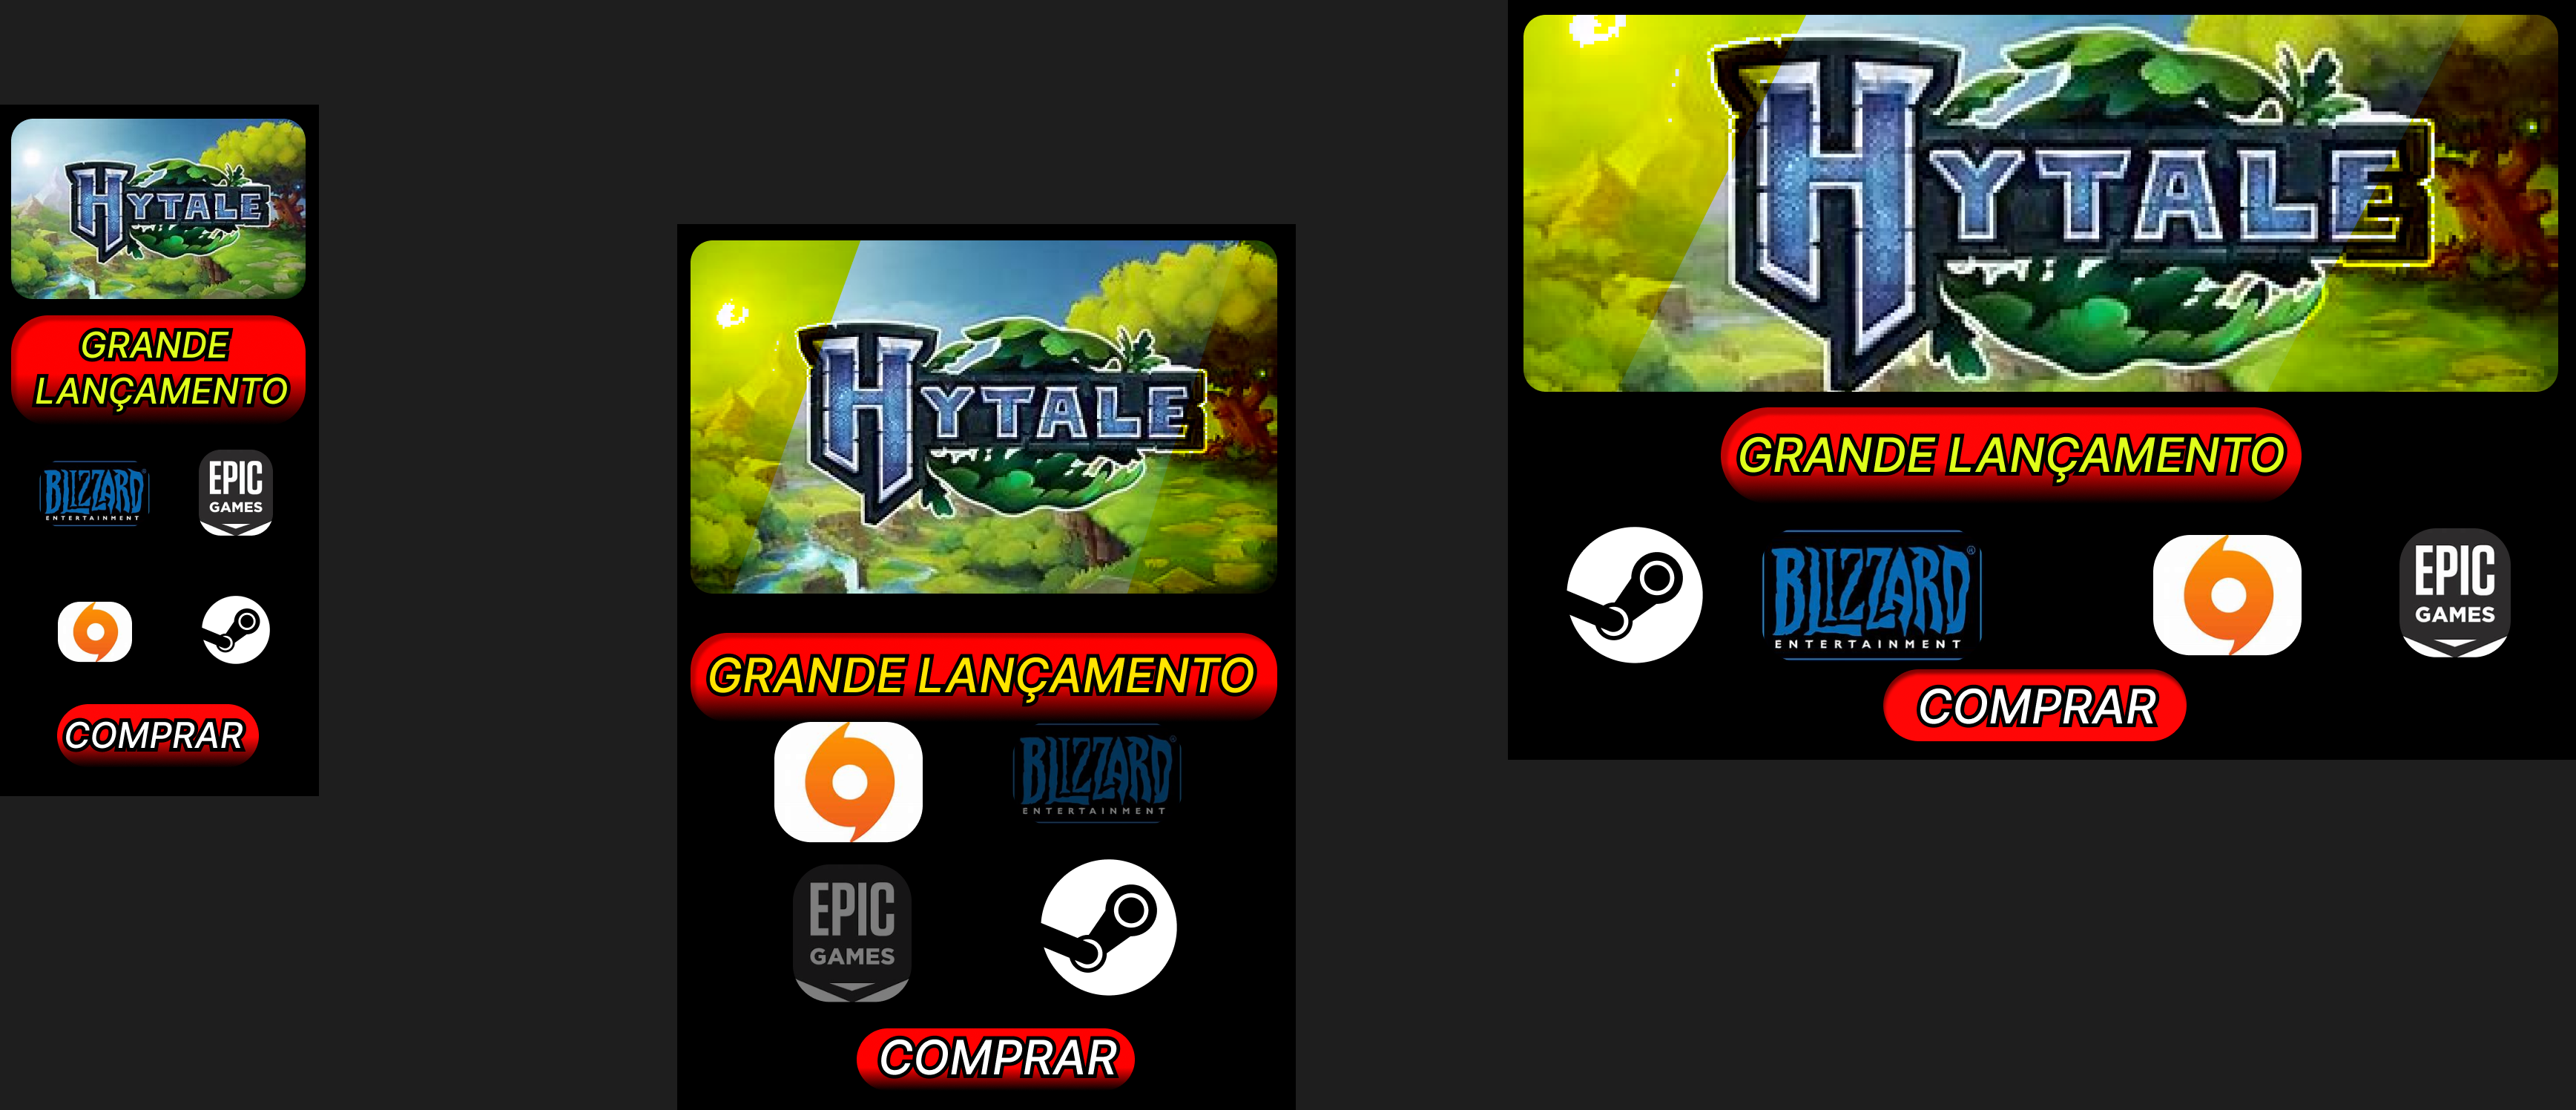 HYTALE
GRANDE
LANÇAMENTO
BLIZZARD®
ENTERTAINMENT
EPIC
GAMES
COMPRAR
HYTALE
GRANDE LANÇAMENTO
BLIZZARD®
ENTERTAINMENT
EPIC
GAMES
COMPRAR
HYTALE
GRANDE LANÇAMENTO
BLIZZARD®
ENTERTAINMENT
EPIC
GAMES
COMPRAR